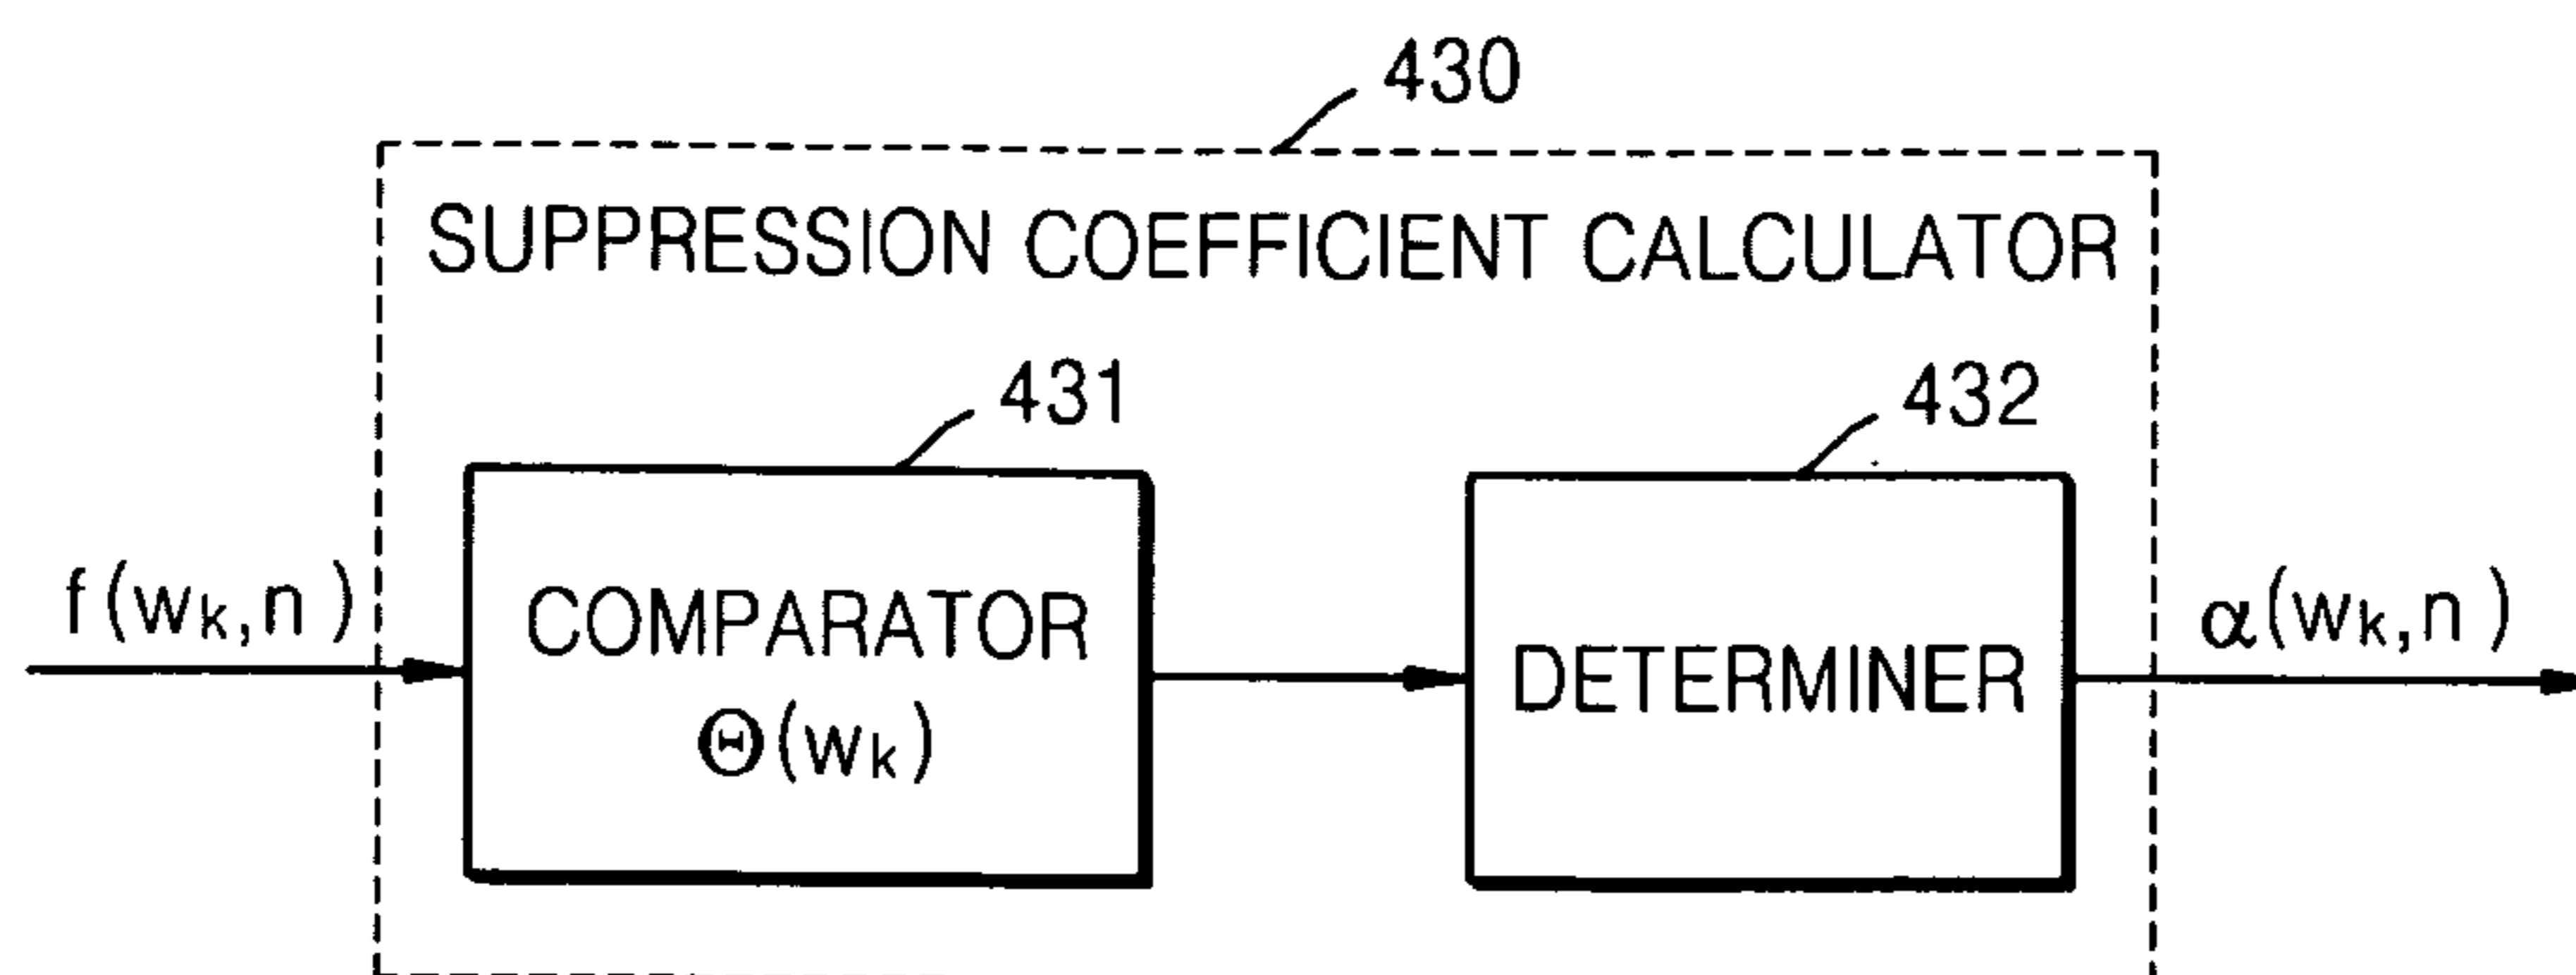 430
SUPPRESSION COEFFICIENT CALCULATOR
431
432
f(wₖ,n)
COMPARATOR
Θ(wₖ)
DETERMINER
α(wₖ,n)